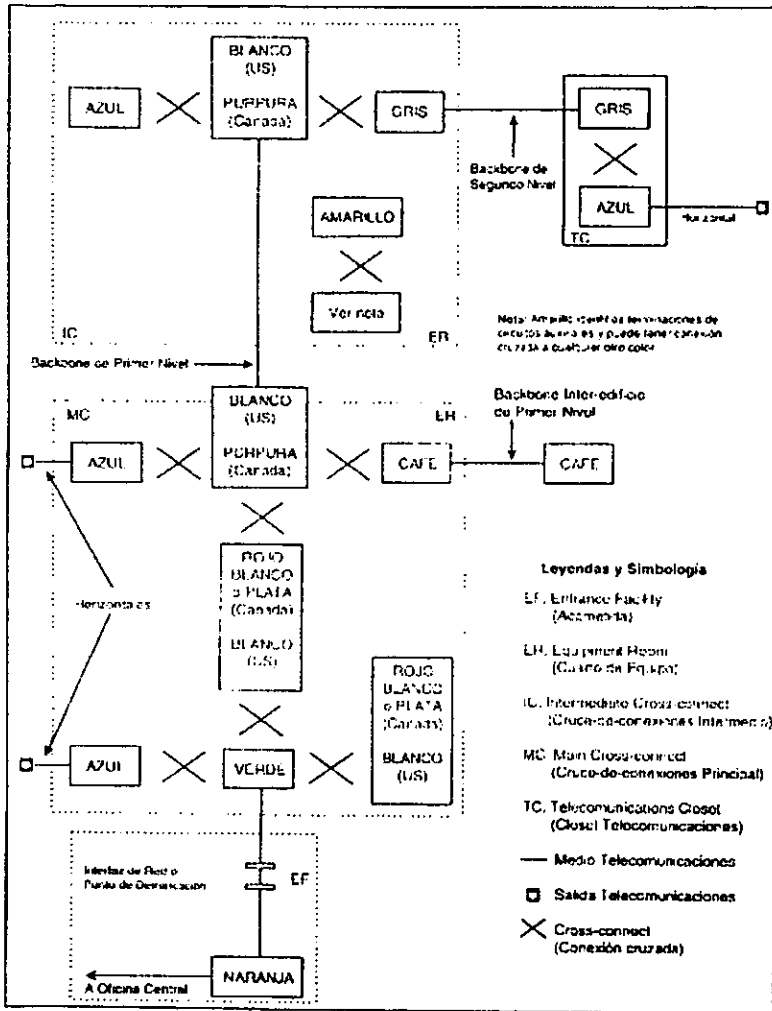 BLANCO
(US)
PURPURA
(Canada)
AZUL
GRIS
GRIS
Backbone de
Segundo Nivel
AZUL
Horizontal
TC
AMARILLO
IC
ER
Nota: Amarillo identifica terminaciones de
circuitos auxiliares y puede tener conexión
cruzada a cualquier otro color
Backbone de Primer Nivel
MC
BLANCO
(US)
PURPURA
(Canada)
ER
Backbone Inter-edificio
de Primer Nivel
AZUL
CAFE
CAFE
Horizontales
ROJO
BLANCO
o PLATA
(Canada)
BLANCO
(US)
ROJO
BLANCO
o PLATA
(Canada)
BLANCO
(US)
AZUL
VERDE
Interfaz de Red o
Punto de Demarcación
EF
NARANJA
A Oficina Central
Leyendas y Simbología
EF. Entrance Facility
(Acometida)
ER. Equipment Room
(Cuarto de Equipo)
IC. Intermediate Cross-connect
(Cruce-de-conexiones Intermedio)
MC. Main Cross-connect
(Cruce-de-conexiones Principal)
TC. Telecommunications Closet
(Closet Telecomunicaciones)
Medio Telecomunicaciones
Salida Telecomunicaciones
Cross-connect
(Conexión cruzada)